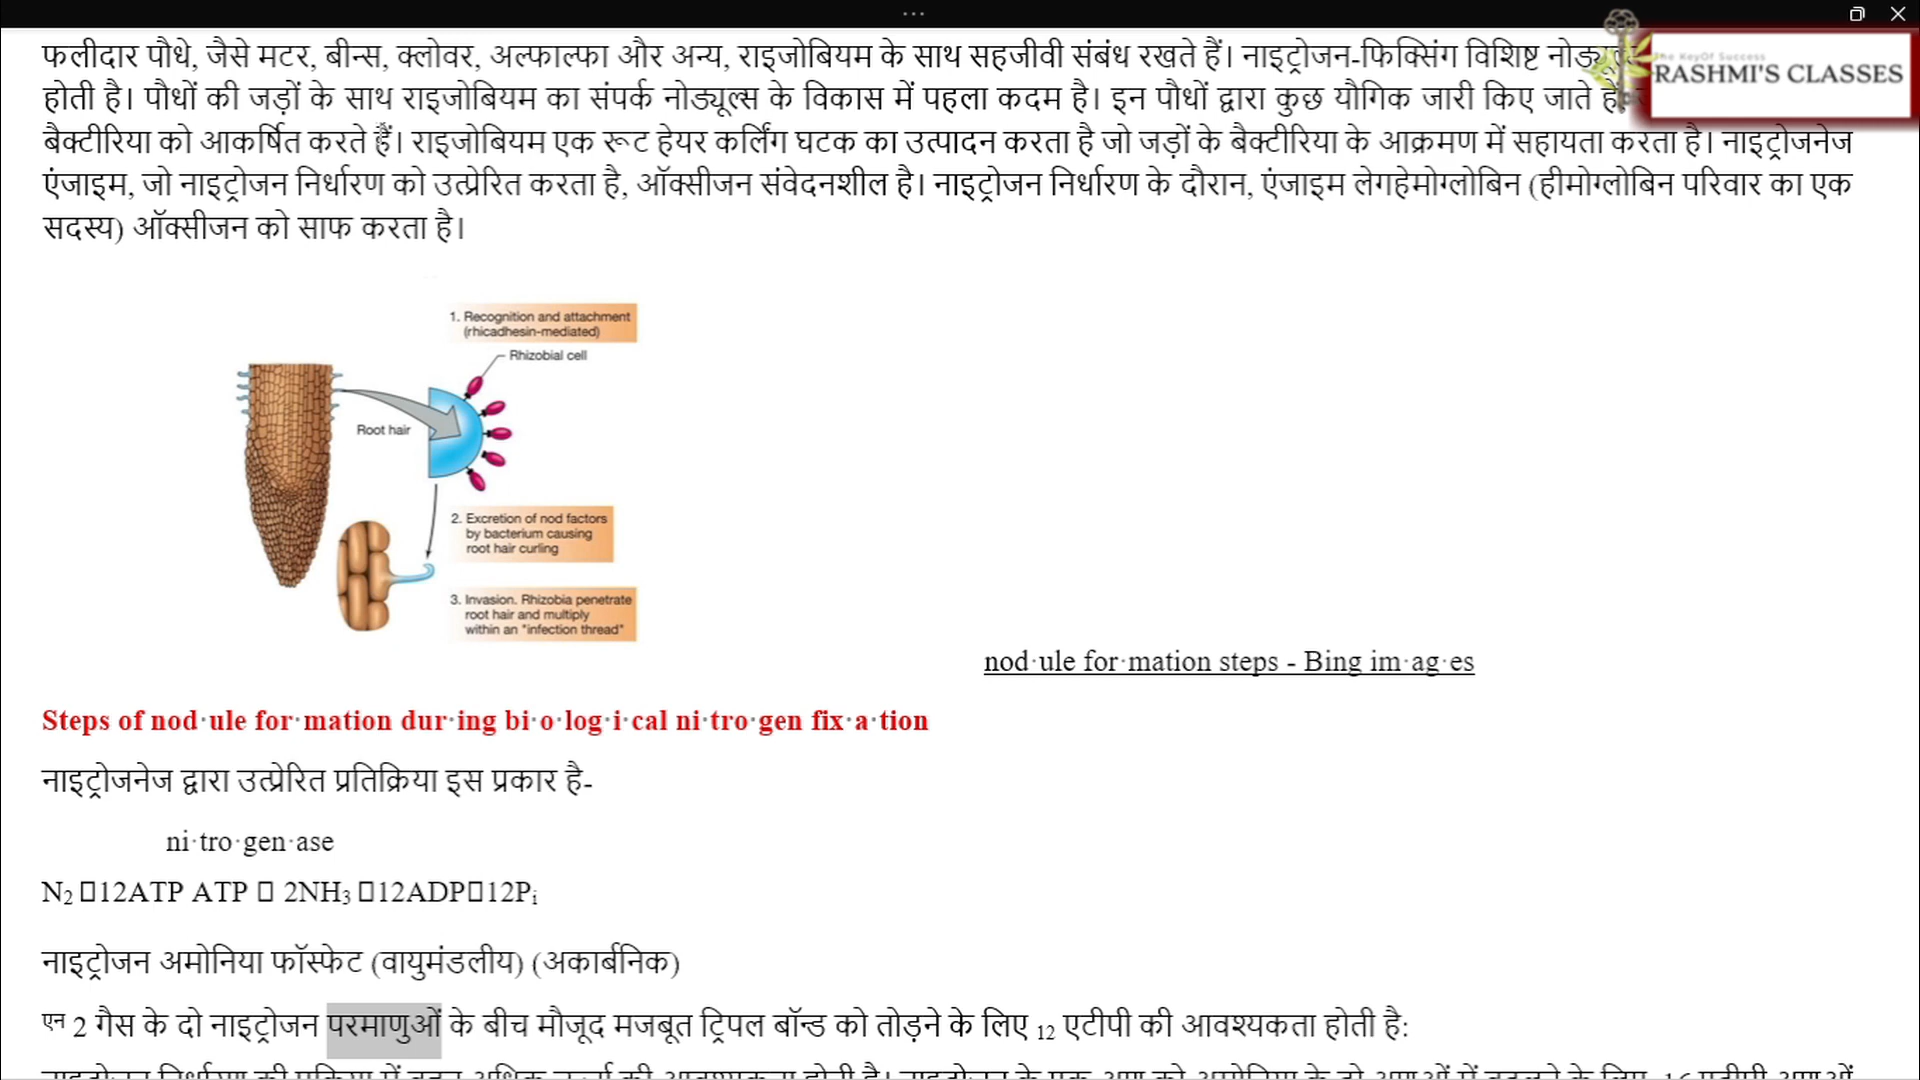 फलीदार पौधे, जैसे मटर, बीन्स, क्लोवर, अल्फाल्फा और अन्य, राइजोबियम के साथ सहजीवी संबंध रखते हैं। नाइट्रोजन-फिक्सिंग विशिष्ट
The KeyOf Success
RASHMI'S CLASSES
होती है। पौधों की जड़ों के साथ राइजोबियम का संपर्क नोड्यूल्स के विकास में पहला कदम है। इन पौधों द्वारा कुछ यौगिक जारी किए जाते
बैक्टीरिया को आकर्षित करते हैं। राइजोबियम एक रूट हेयर कर्लिंग घटक का उत्पादन करता है जो जड़ों के बैक्टीरिया के आक्रमण में सहायता करता है। नाइट्रोजनेज
एंजाइम, जो नाइट्रोजन निर्धारण को उत्प्रेरित करता है, ऑक्सीजन संवेदनशील है। नाइट्रोजन निर्धारण के दौरान, एंजाइम लेगहेमोग्लोबिन (हीमोग्लोबिन परिवार का एक
सदस्य) ऑक्सीजन को साफ करता है।
1. Recognition and attachment
(rhicadhesin-mediated)
Rhizobial cell
Root hair
2. Excretion of nod factors
by bacterium causing
root hair curling
3. Invasion. Rhizobia penetrate
root hair and multiply
within an "infection thread"
nod·ule for·mation steps - Bing im·ag·es
Steps of nod·ule for·mation dur·ing bi·o·log·i·cal ni·tro·gen fix·a·tion
नाइट्रोजनेज द्वारा उत्प्रेरित प्रतिक्रिया इस प्रकार है-
ni·tro·gen·ase
N₂ 12ATP ATP 2NH₃ 12ADP 12Pᵢ
नाइट्रोजन अमोनिया फॉस्फेट (वायुमंडलीय) (अकार्बनिक)
एन 2 गैस के दो नाइट्रोजन परमाणुओं के बीच मौजूद मजबूत ट्रिपल बॉन्ड को तोड़ने के लिए 12 एटीपी की आवश्यकता होती है: